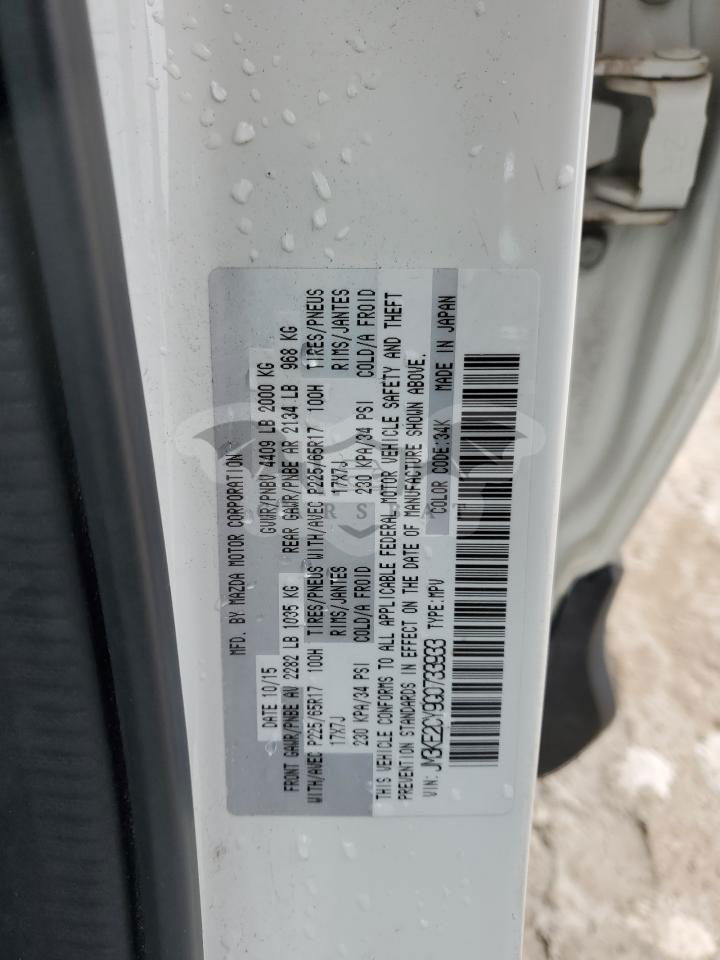 MFD. BY MAZDA MOTOR CORPORATION
DATE 10/15 GVWR/PNBV 4409 LB 2000 KG
FRONT GAWR/PNBE AV 2282 LB 1035 KG REAR GAWR/PNBE AR 2134 LB 968 KG
WITH/AVEC P225/65R17 100H TIRES/PNEUS WITH/AVEC P225/65R17 100H TIRES/PNEUS
17X7J RIMS/JANTES 17X7J RIMS/JANTES
230 KPA/34 PSI COLD/A FROID 230 KPA/34 PSI COLD/A FROID
THIS VEHICLE CONFORMS TO ALL APPLICABLE FEDERAL MOTOR VEHICLE SAFETY AND THEFT
PREVENTION STANDARDS IN EFFECT ON THE DATE OF MANUFACTURE SHOWN ABOVE.
VIN: JM3KE2CY9G0733933 TYPE:MPV COLOR CODE:34K MADE IN JAPAN